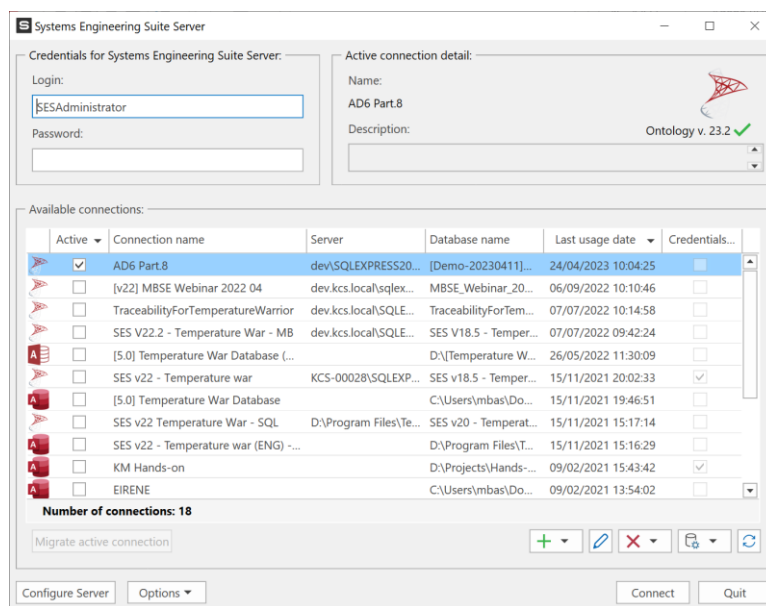 Systems Engineering Suite Server
Credentials for Systems Engineering Suite Server:
Login:
SESAdministrator
Password:
Active connection detail:
Name:
AD6 Part.8
Description:
Ontology v. 23.2
Available connections:
Active Connection name Server Database name Last usage date Credentials...
AD6 Part.8 dev\SQLEXPRESS20... [Demo-20230411]... 24/04/2023 10:04:25
[v22] MBSE Webinar 2022 04 dev.kcs.local\sqlex... MBSE_Webinar_20... 06/09/2022 10:10:46
TraceabilityForTemperatureWarrior dev.kcs.local\SQLE... TraceabilityForTem... 07/07/2022 10:14:58
SES V22.2 - Temperature War - MB dev.kcs.local\SQLE... SES V18.5 - Temper... 07/07/2022 09:42:24
[5.0] Temperature War Database (... D:\[Temperature W... 26/05/2022 11:30:09
SES v22 - Temperature war KCS-00028\SQLEXP... SES v18.5 - Temper... 15/11/2021 20:02:33
[5.0] Temperature War Database C:\Users\mbas\Do... 15/11/2021 19:46:51
SES v22 Temperature War - SQL D:\Program Files\Te... SES v20 - Temperat... 15/11/2021 15:17:14
SES v22 - Temperature war (ENG) -... D:\Program Files\T... 15/11/2021 15:16:29
KM Hands-on D:\Projects\Hands-... 09/02/2021 15:43:42
EIRENE C:\Users\mbas\Do... 09/02/2021 13:54:02
Number of connections: 18
Migrate active connection
Configure Server Options Connect Quit